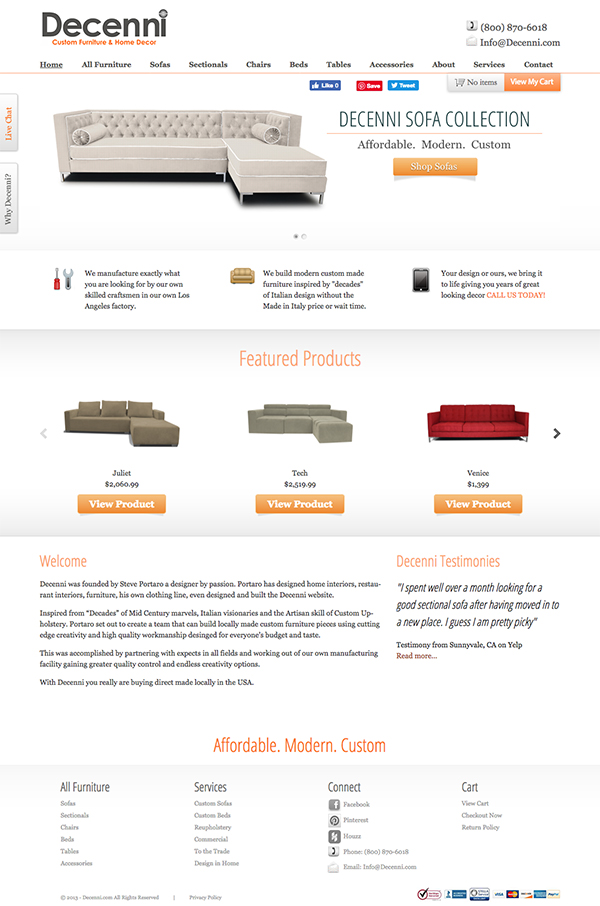 Decenni
Custom Furniture & Home Decor
(800) 870-6018
Info@Decenni.com
Home All Furniture Sofas Sectionals Chairs Beds Tables Accessories About Services Contact
Like 0 Save Tweet No items View My Cart
Live Chat
Why Decenni?
DECENNI SOFA COLLECTION
Affordable. Modern. Custom
Shop Sofas
We manufacture exactly what
you are looking for by our own
skilled craftsmen in our own Los
Angeles factory.
We build modern custom made
furniture inspired by "decades"
of Italian design without the
Made in Italy price or wait time.
Your design or ours, we bring it
to life giving you years of great
looking decor CALL US TODAY!
Featured Products
Juliet
$2,060.99
View Product
Tech
$2,519.99
View Product
Venice
$1,399
View Product
Welcome
Decenni was founded by Steve Portaro a designer by passion. Portaro has designed home interiors, restau-
rant interiors, furniture, his own clothing line, even designed and built the Decenni website.
Inspired from "Decades" of Mid Century marvels, Italian visionaries and the Artisan skill of Custom Up-
holstery. Portaro set out to create a team that can build locally made custom furniture pieces using cutting
edge creativity and high quality workmanship desinged for everyone's budget and taste.
This was accomplished by partnering with expects in all fields and working out of our own manufacturing
facility gaining greater quality control and endless creativity options.
With Decenni you really are buying direct made locally in the USA.
Decenni Testimonies
"I spent well over a month looking for a
good sectional sofa after having moved in to
a new place. I guess I am pretty picky"
Testimony from Sunnyvale, CA on Yelp
Read more...
Affordable. Modern. Custom
All Furniture
Sofas
Sectionals
Chairs
Beds
Tables
Accessories
Services
Custom Sofas
Custom Beds
Reupholstery
Commercial
To the Trade
Design in Home
Connect
Facebook
Pinterest
Houzz
Phone: (800) 870-6018
Email: Info@Decenni.com
Cart
View Cart
Checkout Now
Return Policy
© 2013 - Decenni.com All Rights Reserved | Privacy Policy